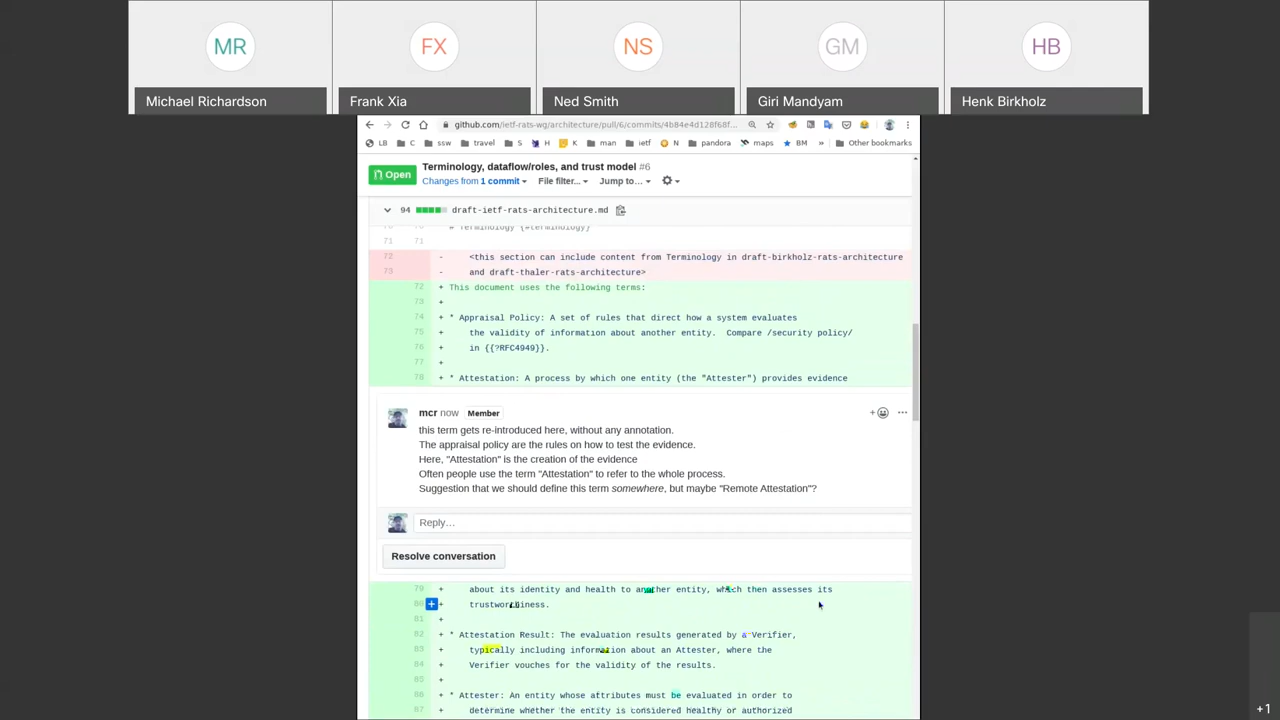 MR
FX
NS
GM
HB
Michael Richardson
Frank Xia
Ned Smith
Giri Mandyam
Henk Birkholz
github.com/ietf-rats-wg/architecture/pull/6/commits/4b84e4d128f68f...
LB C ssw travel S H K man ietf N pandora maps BM » Other bookmarks
Open
Terminology, dataflow/roles, and trust model #6
Changes from 1 commit File filter... Jump to...
94 draft-ietf-rats-architecture.md
# Terminology {#terminology}
71 71
72 - <this section can include content from Terminology in draft-birkholz-rats-architecture
73 - and draft-thaler-rats-architecture>
72 + This document uses the following terms:
73 +
74 + * Appraisal Policy: A set of rules that direct how a system evaluates
75 + the validity of information about another entity. Compare /security policy/
76 + in {{?RFC4949}}.
77 +
78 + * Attestation: A process by which one entity (the "Attester") provides evidence
mcr now Member
this term gets re-introduced here, without any annotation.
The appraisal policy are the rules on how to test the evidence.
Here, "Attestation" is the creation of the evidence
Often people use the term "Attestation" to refer to the whole process.
Suggestion that we should define this term somewhere, but maybe "Remote Attestation"?
Reply...
Resolve conversation
79 + about its identity and health to another entity, which then assesses its
80 + trustworthiness.
81 +
82 + * Attestation Result: The evaluation results generated by a Verifier,
83 + typically including information about an Attester, where the
84 + Verifier vouches for the validity of the results.
85 +
86 + * Attester: An entity whose attributes must be evaluated in order to
87 + determine whether the entity is considered healthy or authorized
+1